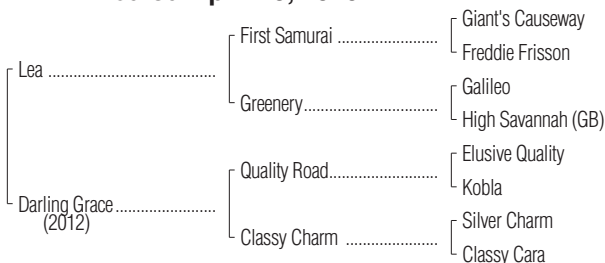 Giant's Causeway
First Samurai
Freddie Frisson
Lea
Galileo
Greenery
High Savannah (GB)
Elusive Quality
Quality Road
Kobla
Darling Grace
(2012)
Silver Charm
Classy Charm
Classy Cara